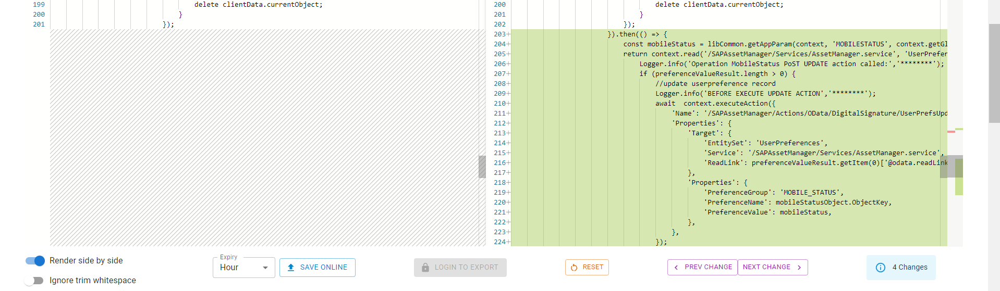 199 delete clientData.currentObject;
200 }
201 });
200 delete clientData.currentObject;
201 }
202 });
203+ }).then(() => {
204+ const mobileStatus = libCommon.getAppParam(context, 'MOBILESTATUS', context.getGl
205+ return context.read('/SAPAssetManager/Services/AssetManager.service', 'UserPrefer
206+ Logger.info('Operation MobileStatus PoST UPDATE action called:','********');
207+ if (preferenceValueResult.length > 0) {
208+ //update userpreference record
209+ Logger.info('BEFORE EXECUTE UPDATE ACTION','********');
210+ await  context.executeAction({
211+ 'Name': '/SAPAssetManager/Actions/OData/DigitalSignature/UserPrefsUpd
212+ 'Properties': {
213+ 'Target': {
214+ 'EntitySet': 'UserPreferences',
215+ 'Service': '/SAPAssetManager/Services/AssetManager.service',
216+ 'ReadLink': preferenceValueResult.getItem(0)['@odata.readLink
217+ },
218+ 'Properties': {
219+ 'PreferenceGroup': 'MOBILE_STATUS',
220+ 'PreferenceName': mobileStatusObject.ObjectKey,
221+ 'PreferenceValue': mobileStatus,
222+ },
223+ },
224+ });
Render side by side
Ignore trim whitespace
Expiry
Hour
SAVE ONLINE
LOGIN TO EXPORT
RESET
PREV CHANGE
NEXT CHANGE
4 Changes